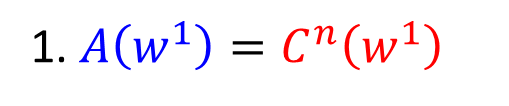 1. A(w¹) = Cⁿ(w¹)